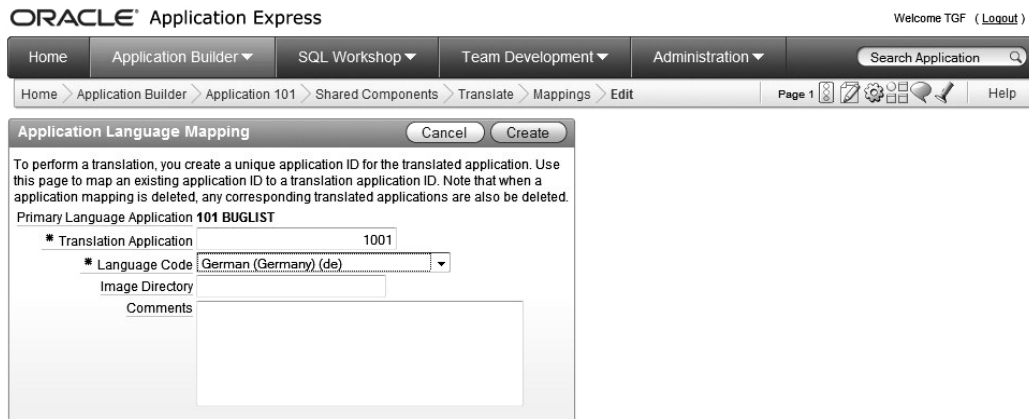 ORACLE® Application Express
Welcome TGF ( Logout )
Home Application Builder SQL Workshop Team Development Administration Search Application
Home Application Builder Application 101 Shared Components Translate Mappings Edit Page 1 Help
Application Language Mapping Cancel Create
To perform a translation, you create a unique application ID for the translated application. Use
this page to map an existing application ID to a translation application ID. Note that when a
application mapping is deleted, any corresponding translated applications are also be deleted.
Primary Language Application 101 BUGLIST
* Translation Application 1001
* Language Code German (Germany) (de)
Image Directory
Comments